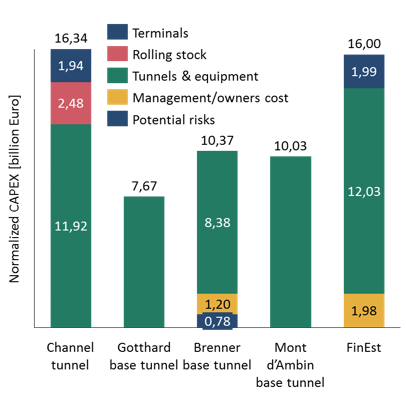 Normalized CAPEX [billion Euro]
Terminals
Rolling stock
Tunnels & equipment
Management/owners cost
Potential risks
16,34
1,94
2,48
11,92
7,67
10,37
8,38
1,20
0,78
10,03
16,00
1,99
12,03
1,98
Channel
tunnel
Gotthard
base tunnel
Brenner
base tunnel
Mont
d'Ambin
base tunnel
FinEst